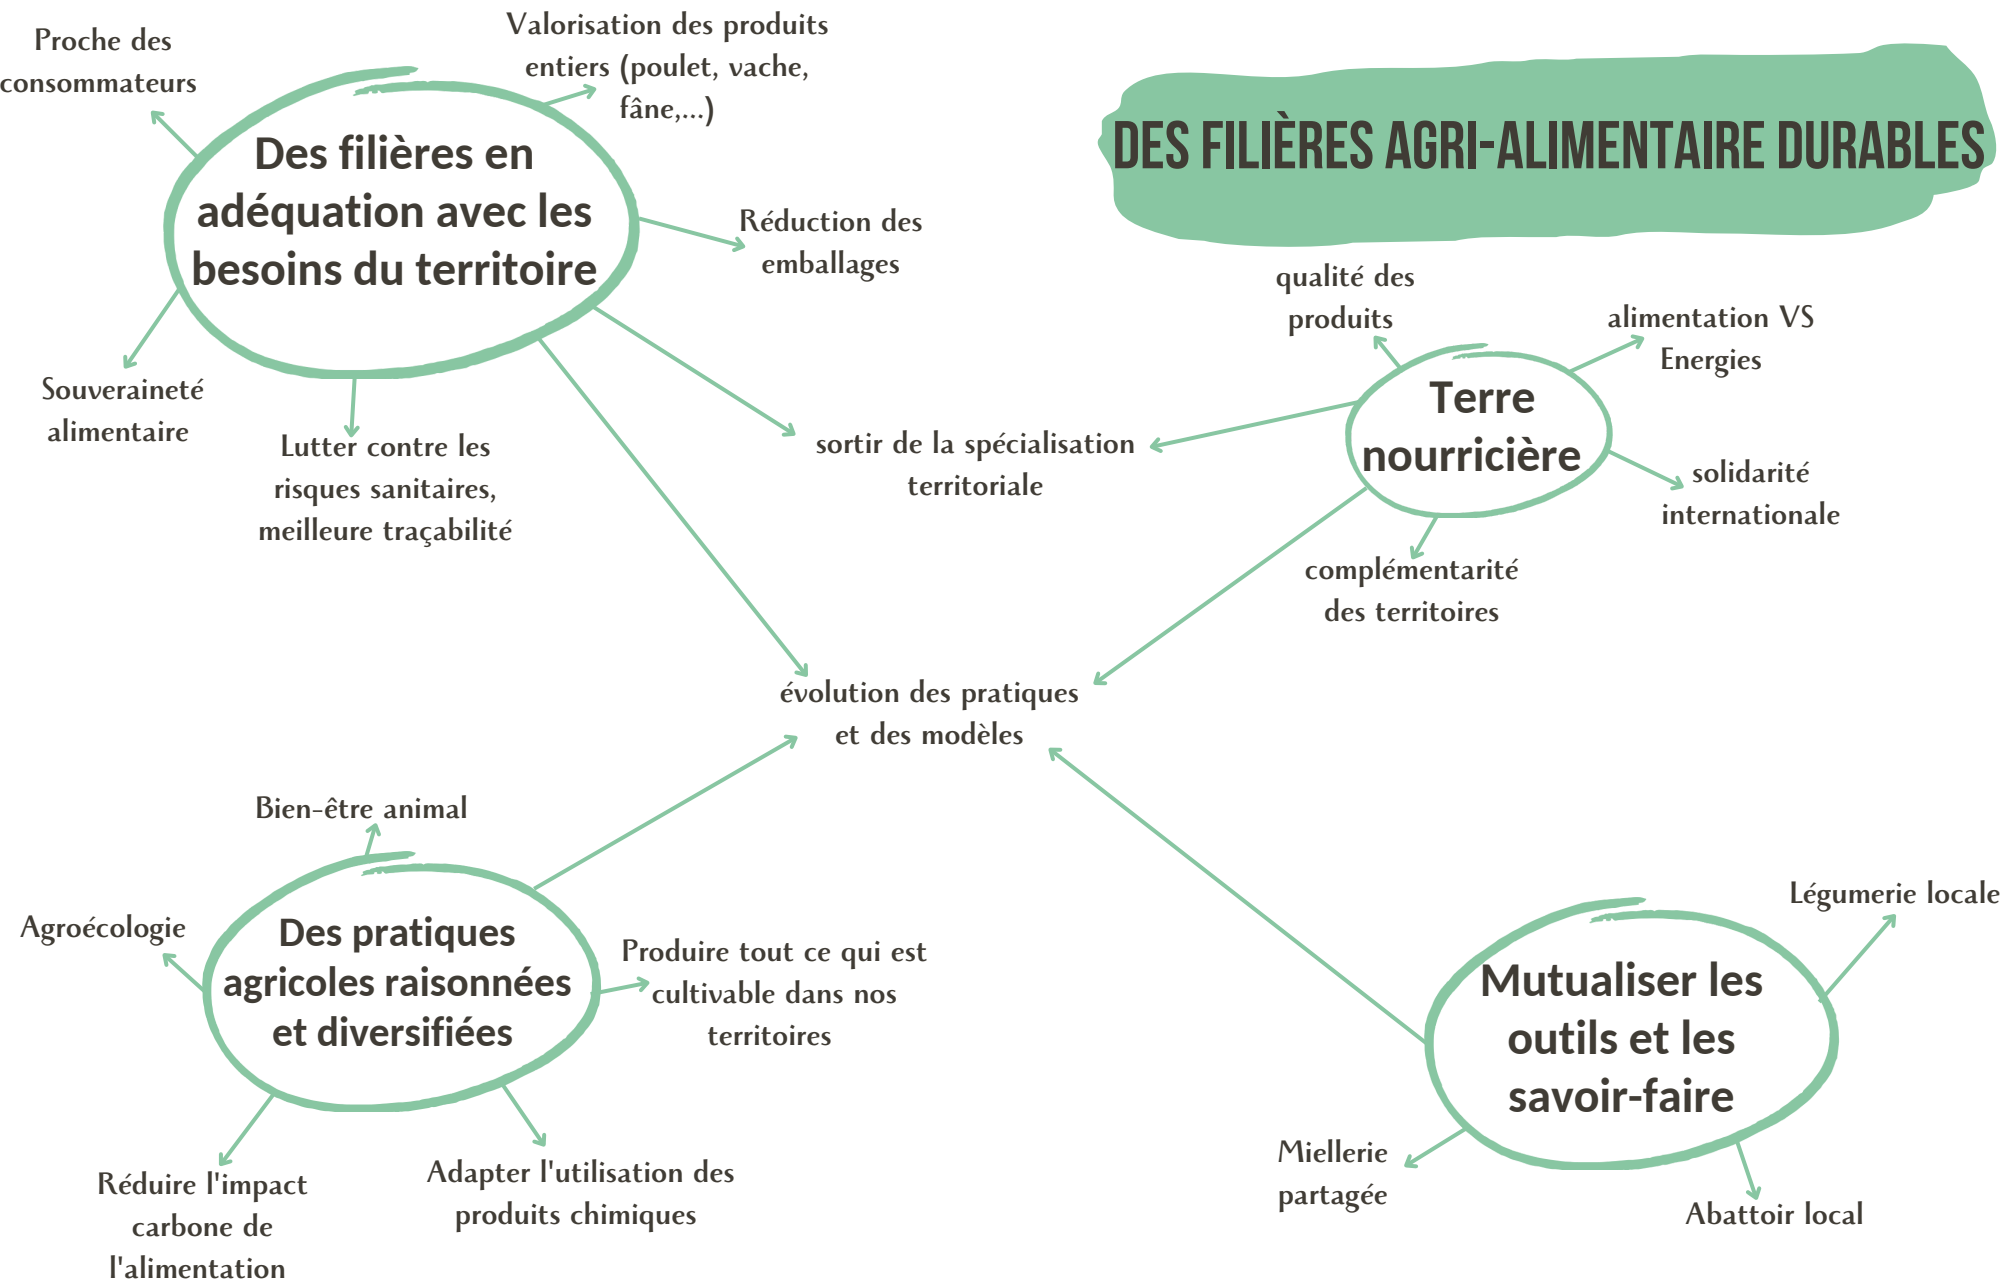 DES FILIÈRES AGRI-ALIMENTAIRE DURABLES
Proche des
consommateurs
Valorisation des produits
entiers (poulet, vache,
fâne,...)
Des filières en
adéquation avec les
besoins du territoire
Réduction des
emballages
Souveraineté
alimentaire
Lutter contre les
risques sanitaires,
meilleure traçabilité
sortir de la spécialisation
territoriale
qualité des
produits
alimentation VS
Energies
Terre
nourricière
solidarité
internationale
complémentarité
des territoires
évolution des pratiques
et des modèles
Bien-être animal
Agroécologie
Des pratiques
agricoles raisonnées
et diversifiées
Produire tout ce qui est
cultivable dans nos
territoires
Réduire l'impact
carbone de
l'alimentation
Adapter l'utilisation des
produits chimiques
Légumerie locale
Mutualiser les
outils et les
savoir-faire
Miellerie
partagée
Abattoir local